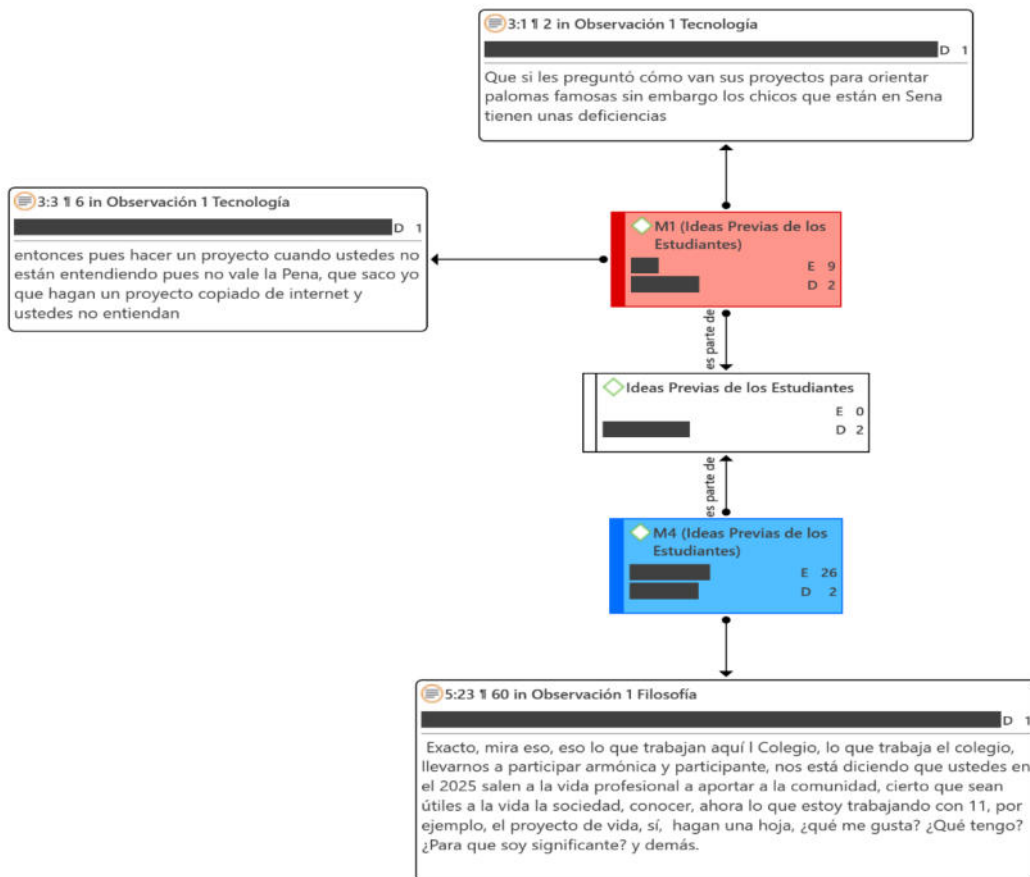 3:1 ¶ 2 in Observación 1 Tecnología
D 1
Que si les preguntó cómo van sus proyectos para orientar
palomas famosas sin embargo los chicos que están en Sena
tienen unas deficiencias
3:3 ¶ 6 in Observación 1 Tecnología
D 1
entonces pues hacer un proyecto cuando ustedes no
están entendiendo pues no vale la Pena, que saco yo
que hagan un proyecto copiado de internet y
ustedes no entiendan
M1 (Ideas Previas de los
Estudiantes)
E 9
D 2
es parte de
Ideas Previas de los Estudiantes
E 0
D 2
es parte de
M4 (Ideas Previas de los
Estudiantes)
E 26
D 2
5:23 ¶ 60 in Observación 1 Filosofía
D 1
Exacto, mira eso, eso lo que trabajan aquí l Colegio, lo que trabaja el colegio,
llevarnos a participar armónica y participante, nos está diciendo que ustedes en
el 2025 salen a la vida profesional a aportar a la comunidad, cierto que sean
útiles a la vida la sociedad, conocer, ahora lo que estoy trabajando con 11, por
ejemplo, el proyecto de vida, sí, hagan una hoja, ¿qué me gusta? ¿Qué tengo?
¿Para que soy significante? y demás.